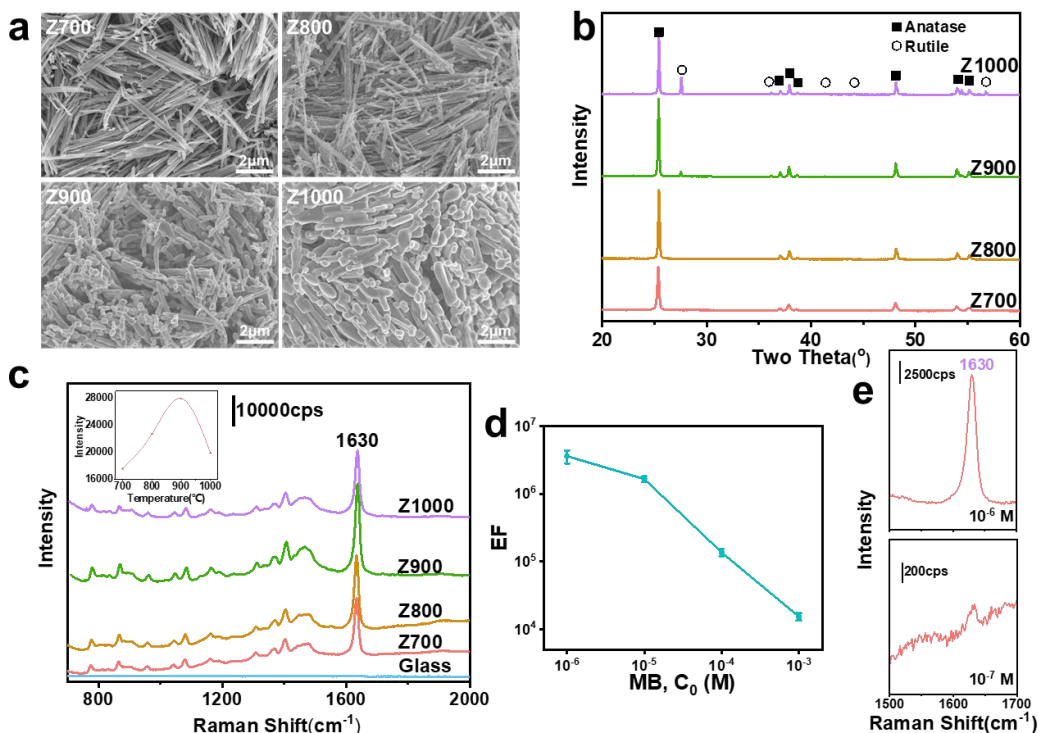 a
Z700
2μm
Z800
2μm
Z900
2μm
Z1000
2μm
b
Anatase
Rutile
Z1000
Z900
Z800
Z700
Intensity
20 30 40 50 60
Two Theta(°)
c
28000
24000
20000
16000
Intensity
700 800 900 1000
Temperature(°C)
10000cps
1630
Z1000
Z900
Z800
Z700
Glass
Intensity
800 1200 1600 2000
Raman Shift(cm⁻¹)
d
10⁷
10⁶
10⁵
10⁴
EF
10⁻⁶ 10⁻⁵ 10⁻⁴ 10⁻³
MB, C₀ (M)
e
2500cps
1630
10⁻⁶ M
200cps
10⁻⁷ M
Intensity
1500 1600 1700
Raman Shift(cm⁻¹)